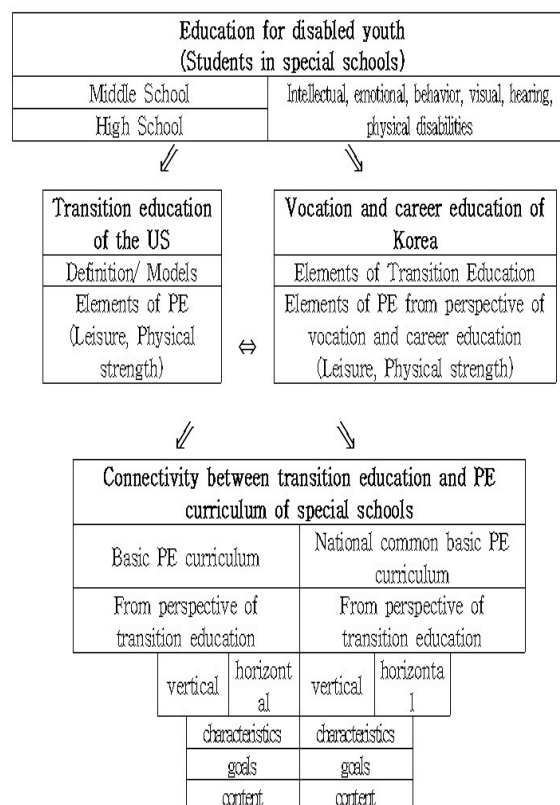 Education for disabled youth
(Students in special schools)
Middle School
High School
Intellectual, emotional, behavior, visual, hearing,
physical disabilities
⇙ ⇘
Transition education
of the US
Definition/ Models
Elements of PE
(Leisure, Physical
strength)
⇔
Vocation and career education of
Korea
Elements of Transition Education
Elements of PE from perspective of
vocation and career education
(Leisure, Physical strength)
⇙ ⇘
Connectivity between transition education and PE
curriculum of special schools
Basic PE curriculum
National common basic PE
curriculum
From perspective of
transition education
From perspective of
transition education
vertical
horizont
al
vertical
horizonta
l
characteristics
characteristics
goals
goals
content
content